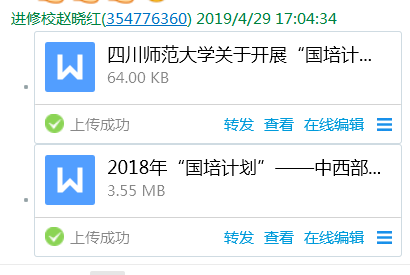 进修校赵晓红(354776360) 2019/4/29 17:04:34
四川师范大学关于开展“国培计...
64.00 KB
上传成功 转发 查看 在线编辑
2018年“国培计划”——中西部...
3.55 MB
上传成功 转发 查看 在线编辑